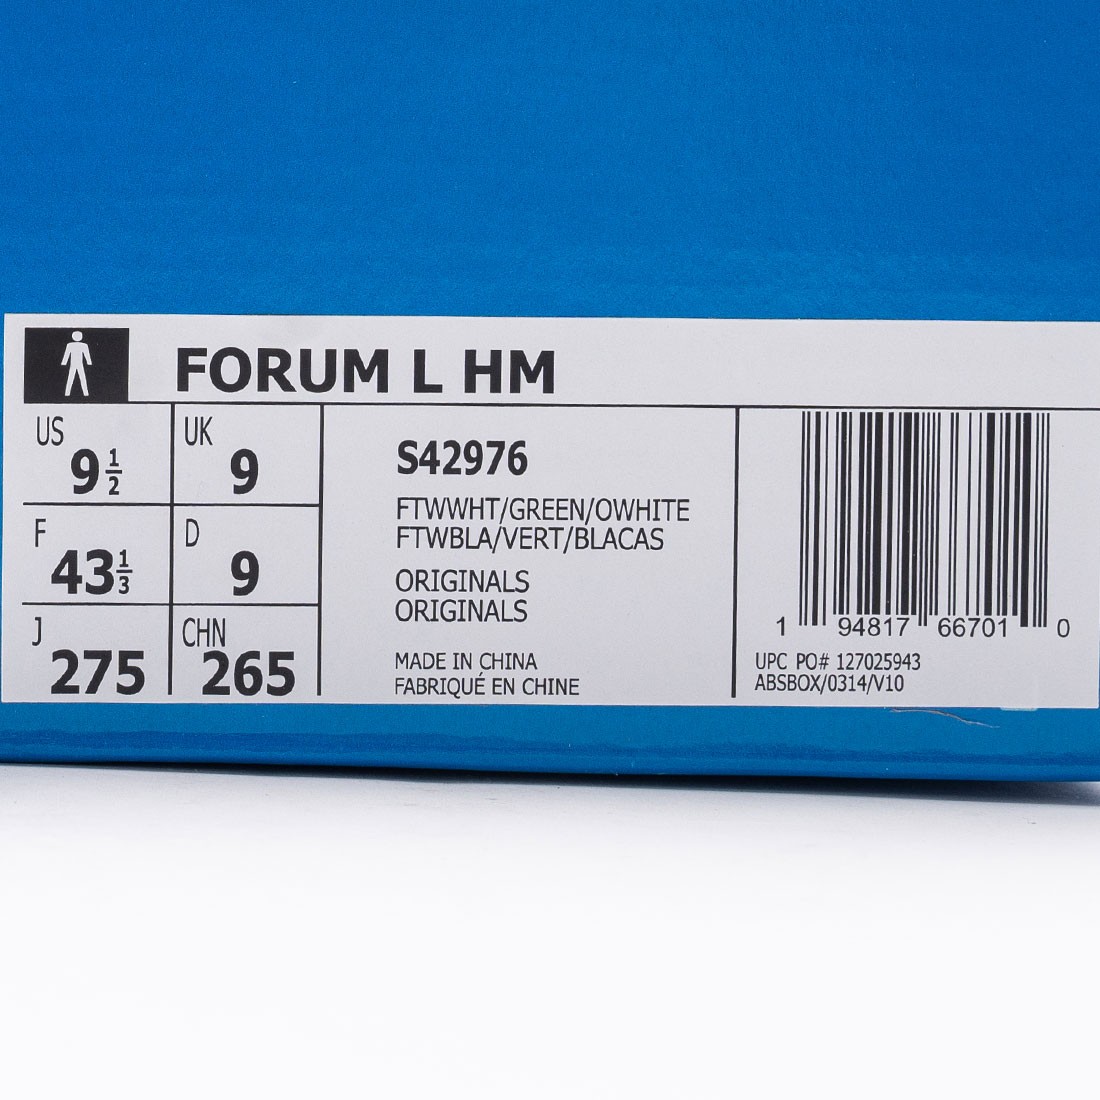 FORUM L HM
US 9 1/2
UK 9
F 43 1/3
D 9
J 275
CHN 265
S42976
FTWWHT/GREEN/OWHITE
FTWBLA/VERT/BLACAS
ORIGINALS
ORIGINALS
MADE IN CHINA
FABRIQUÉ EN CHINE
1 94817 66701 0
UPC PO# 127025943
ABSBOX/0314/V10